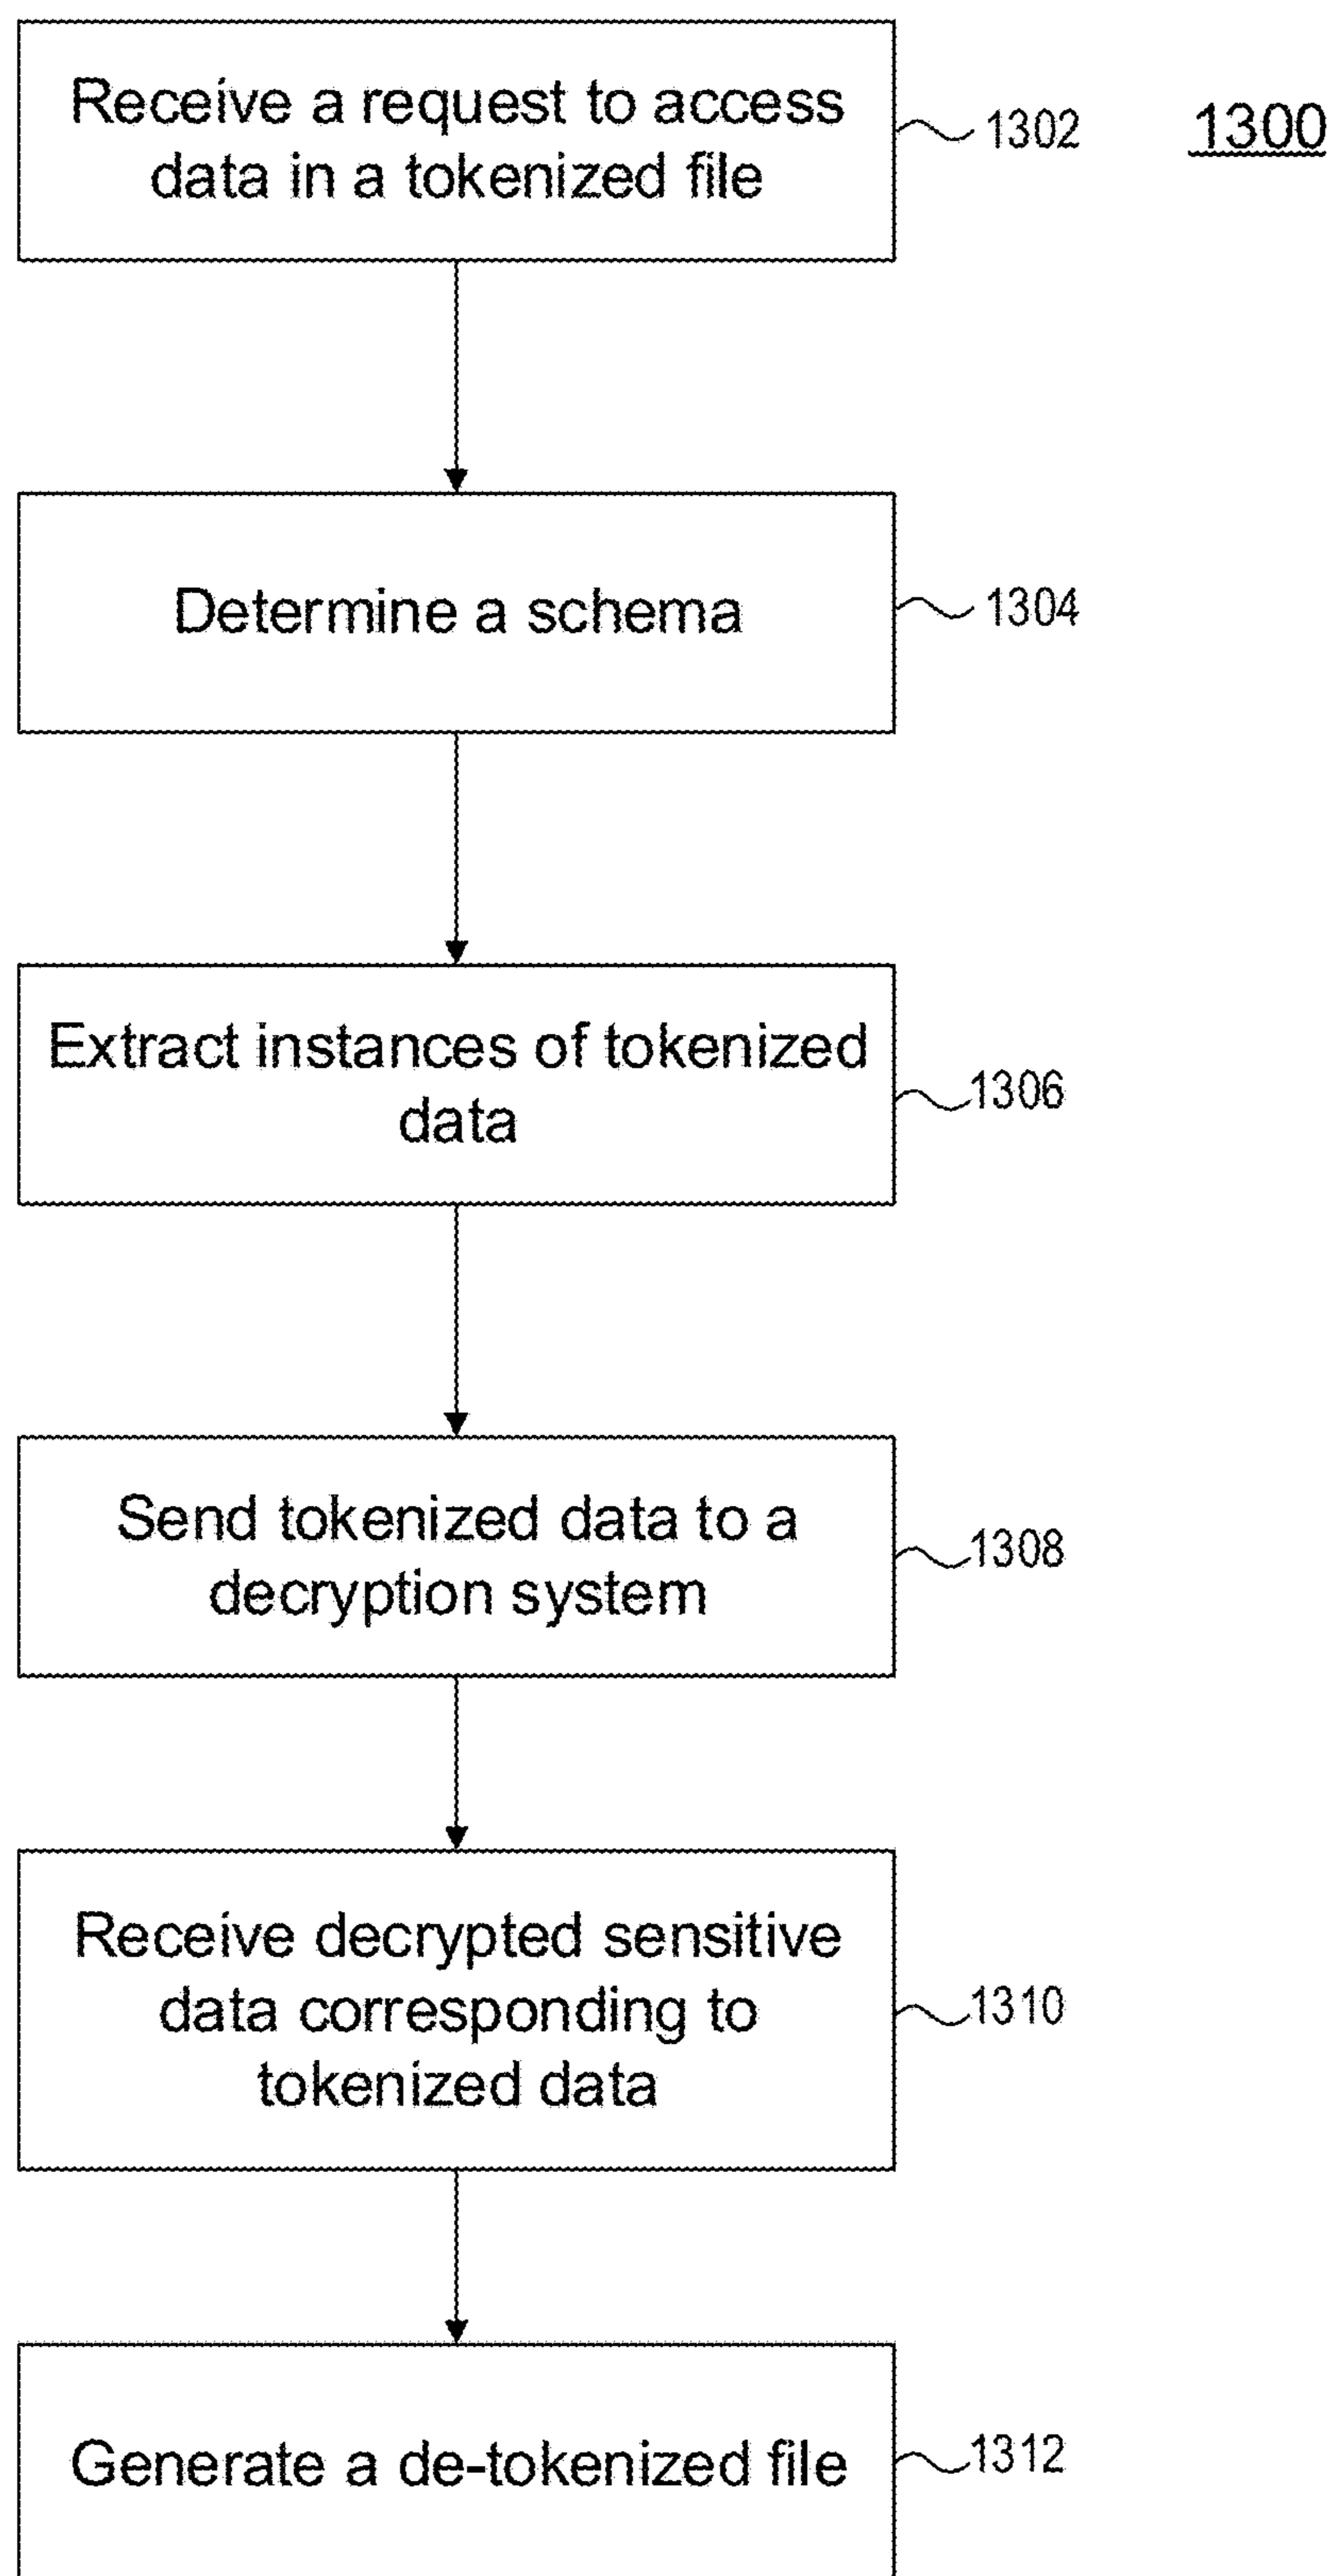 Receive a request to access
data in a tokenized file
1302
1300
Determine a schema
1304
Extract instances of tokenized
data
1306
Send tokenized data to a
decryption system
1308
Receive decrypted sensitive
data corresponding to
tokenized data
1310
Generate a de-tokenized file
1312